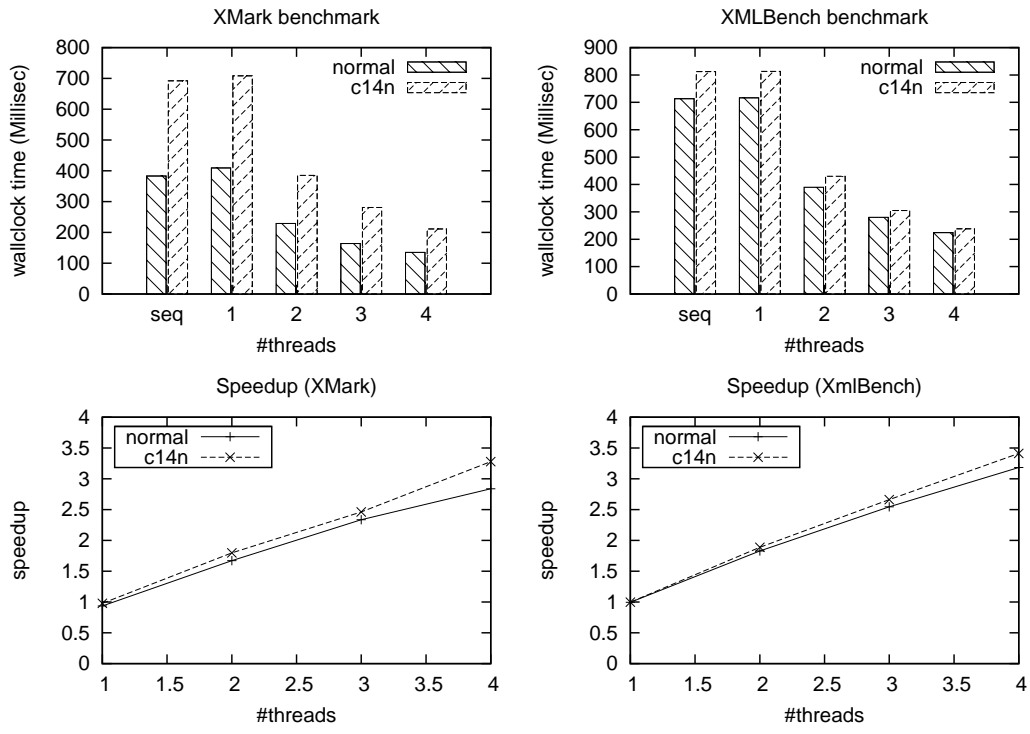 XMark benchmark
wallclock time (Millisec)
800
700
600
500
400
300
200
100
0
normal
c14n
seq 1 2 3 4
#threads
XMLBench benchmark
wallclock time (Millisec)
900
800
700
600
500
400
300
200
100
0
normal
c14n
seq 1 2 3 4
#threads
Speedup (XMark)
speedup
4
3.5
3
2.5
2
1.5
1
0.5
0
normal
c14n
1 1.5 2 2.5 3 3.5 4
#threads
Speedup (XmlBench)
speedup
4
3.5
3
2.5
2
1.5
1
0.5
0
normal
c14n
1 1.5 2 2.5 3 3.5 4
#threads